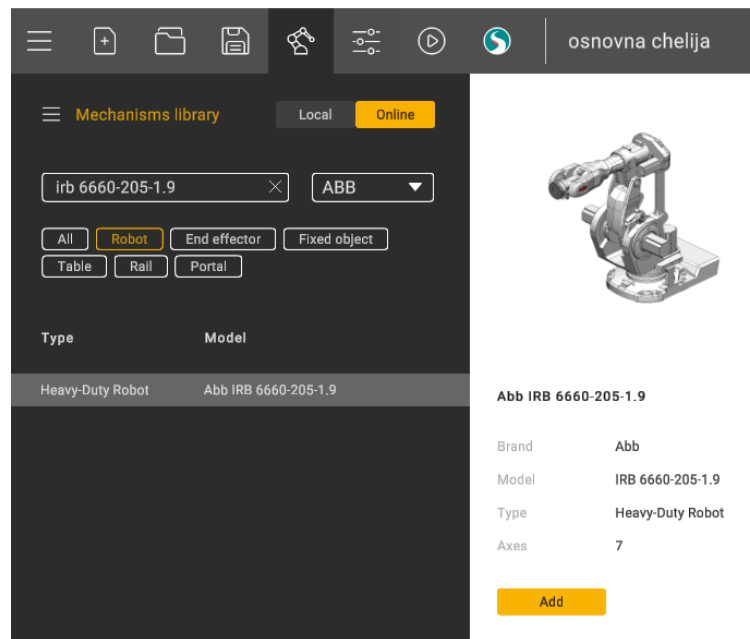 osnovna chelija
Mechanisms library
Local
Online
irb 6660-205-1.9
ABB
All
Robot
End effector
Fixed object
Table
Rail
Portal
Type
Model
Heavy-Duty Robot
Abb IRB 6660-205-1.9
Abb IRB 6660-205-1.9
Brand
Abb
Model
IRB 6660-205-1.9
Type
Heavy-Duty Robot
Axes
7
Add